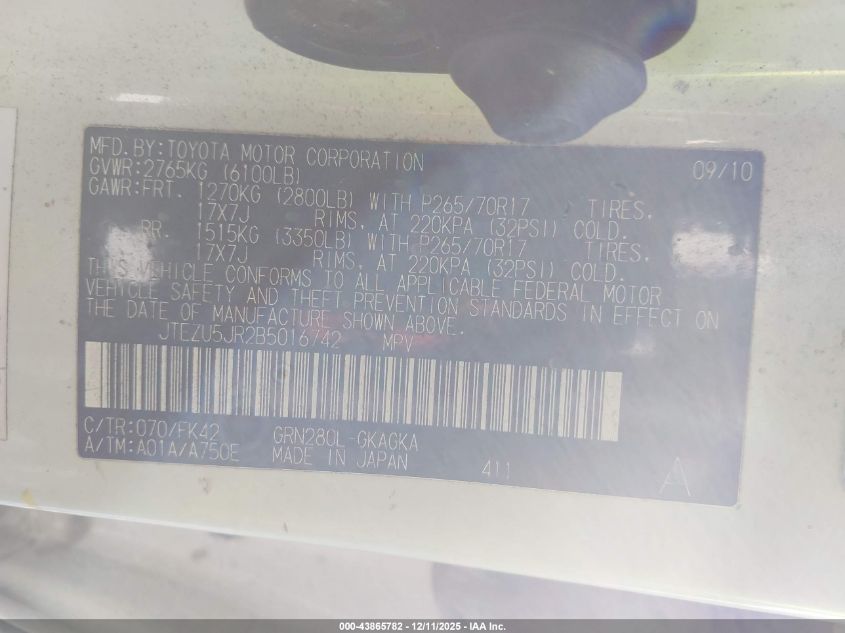 MFD.BY:TOYOTA MOTOR CORPORATION 09/10
GVWR:2765KG (6100LB)
GAWR:FRT. 1270KG (2800LB) WITH P265/70R17 TIRES,
17X7J RIMS, AT 220KPA (32PSI) COLD.
RR. 1515KG (3350LB) WITH P265/70R17 TIRES,
17X7J RIMS, AT 220KPA (32PSI) COLD.
THIS VEHICLE CONFORMS TO ALL APPLICABLE FEDERAL MOTOR
VEHICLE SAFETY AND THEFT PREVENTION STANDARDS IN EFFECT ON
THE DATE OF MANUFACTURE SHOWN ABOVE.
JTEZU5JR2B5016742 MPV
C/TR:070/FK42 GRN280L-GKAGKA
A/TM:A01A/A750E MADE IN JAPAN 411 A
000-43865782 - 12/11/2025 - IAA Inc.